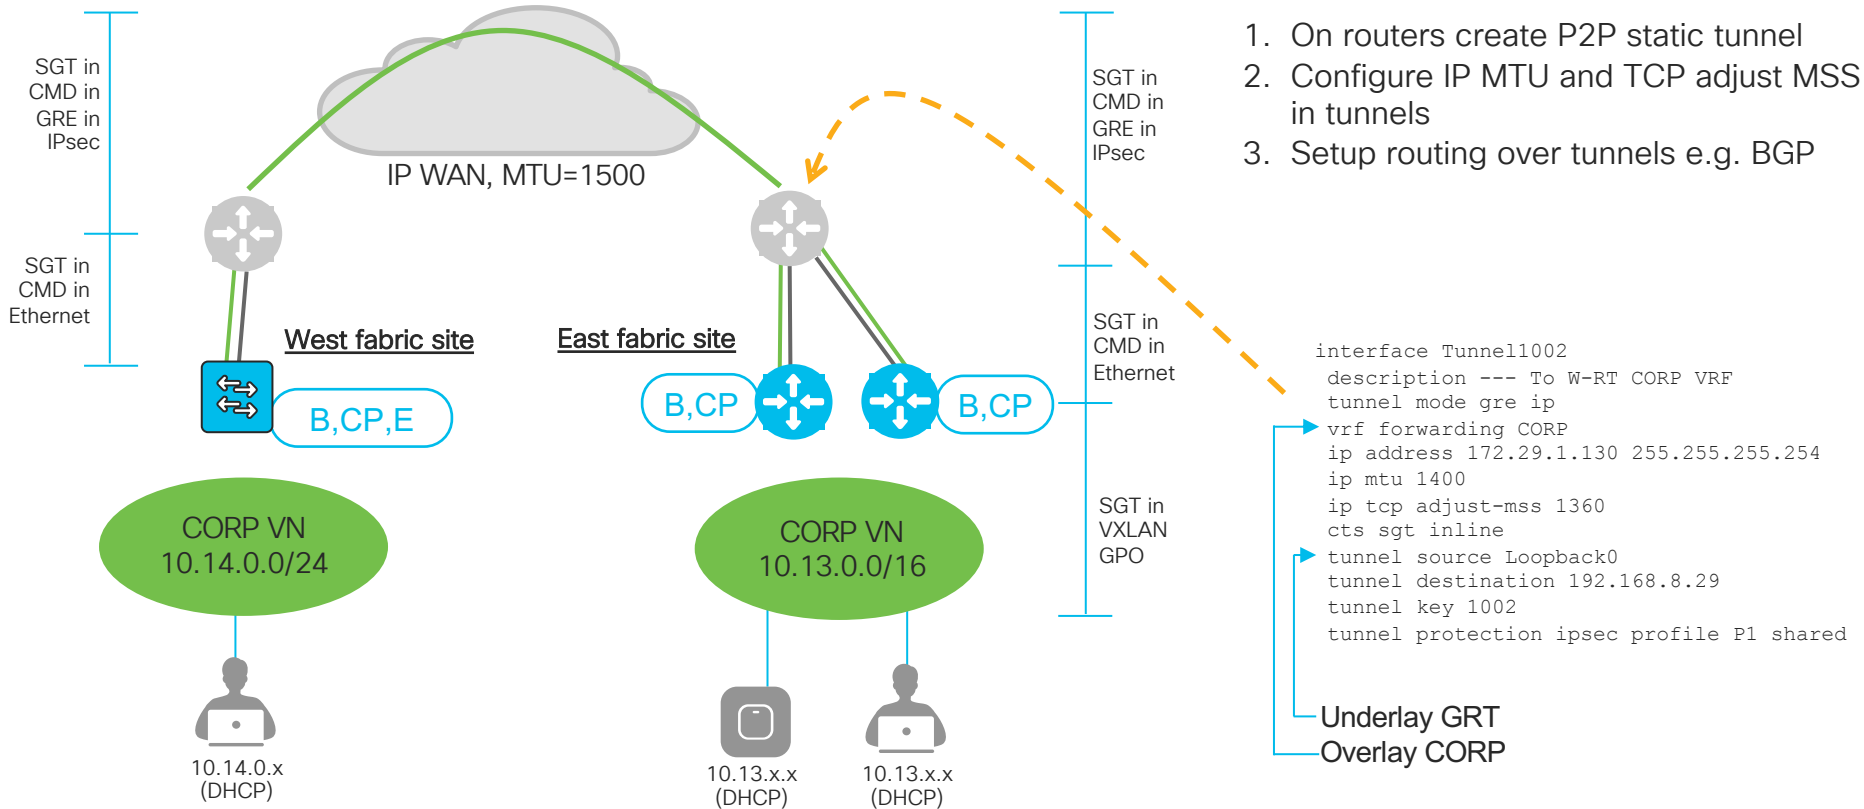 SGT in
CMD in
GRE in
IPsec
SGT in
CMD in
Ethernet
IP WAN, MTU=1500
West fabric site
East fabric site
B,CP,E
B,CP
B,CP
CORP VN
10.14.0.0/24
CORP VN
10.13.0.0/16
10.14.0.x
(DHCP)
10.13.x.x
(DHCP)
10.13.x.x
(DHCP)
SGT in
CMD in
GRE in
IPsec
SGT in
CMD in
Ethernet
SGT in
VXLAN
GPO
1. On routers create P2P static tunnel
2. Configure IP MTU and TCP adjust MSS
in tunnels
3. Setup routing over tunnels e.g. BGP
interface Tunnel1002
description --- To W-RT CORP VRF
tunnel mode gre ip
vrf forwarding CORP
ip address 172.29.1.130 255.255.255.254
ip mtu 1400
ip tcp adjust-mss 1360
cts sgt inline
tunnel source Loopback0
tunnel destination 192.168.8.29
tunnel key 1002
tunnel protection ipsec profile P1 shared
Underlay GRT
Overlay CORP